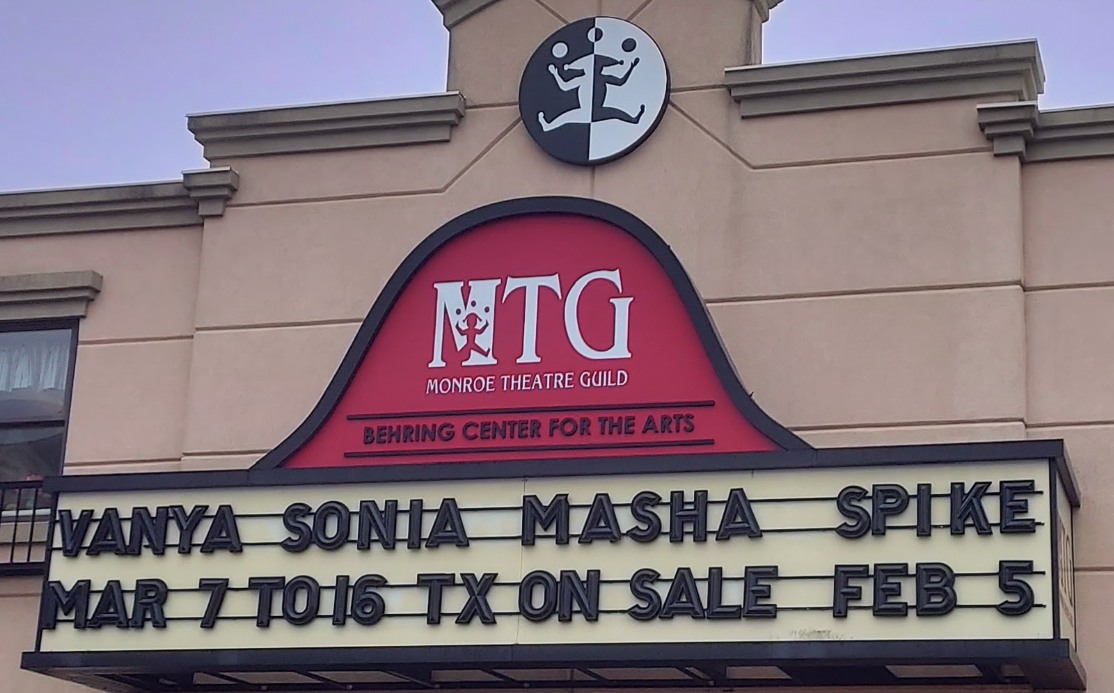 MTG
MONROE THEATRE GUILD
BEHRING CENTER FOR THE ARTS
VANYA SONIA MASHA SPIKE
MAR 7 TO 16 TX ON SALE FEB 5